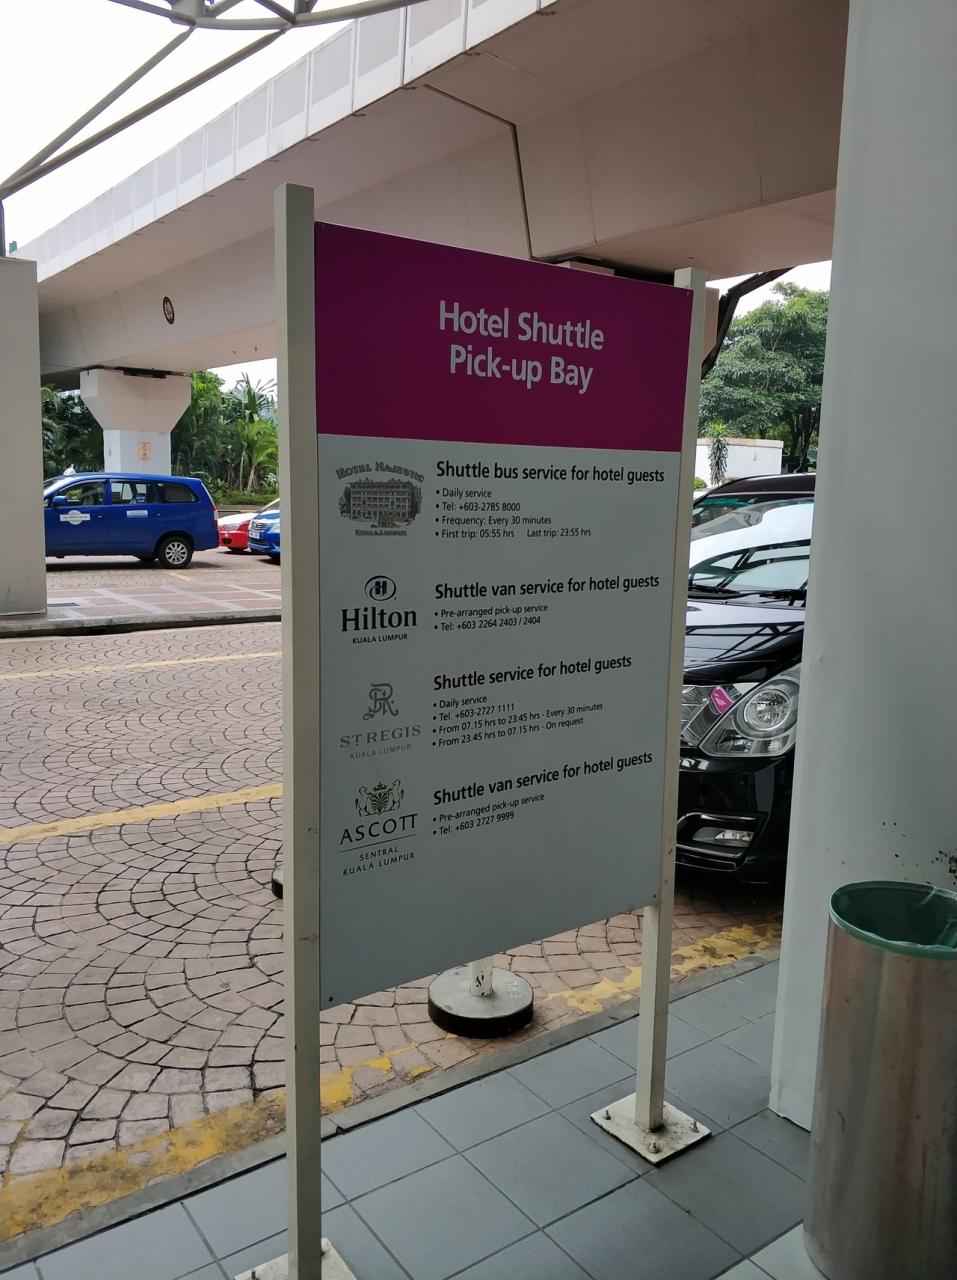 Hotel Shuttle
Pick-up Bay
HOTEL MAJESTIC
KUALA LUMPUR
Shuttle bus service for hotel guests
• Daily service
• Tel: +603-2785 8000
• Frequency: Every 30 minutes
• First trip: 05:55 hrs Last trip: 23:55 hrs
H
Hilton
KUALA LUMPUR
Shuttle van service for hotel guests
• Pre-arranged pick-up service
• Tel: +603 2264 2403 / 2404
ST REGIS
KUALA LUMPUR
Shuttle service for hotel guests
• Daily service
• Tel. +603-2727 1111
• From 07.15 hrs to 23:45 hrs - Every 30 minutes
• From 23.45 hrs to 07.15 hrs - On request
ASCOTT
SENTRAL
KUALA LUMPUR
Shuttle van service for hotel guests
• Pre-arranged pick-up service
• Tel: +603 2727 9999